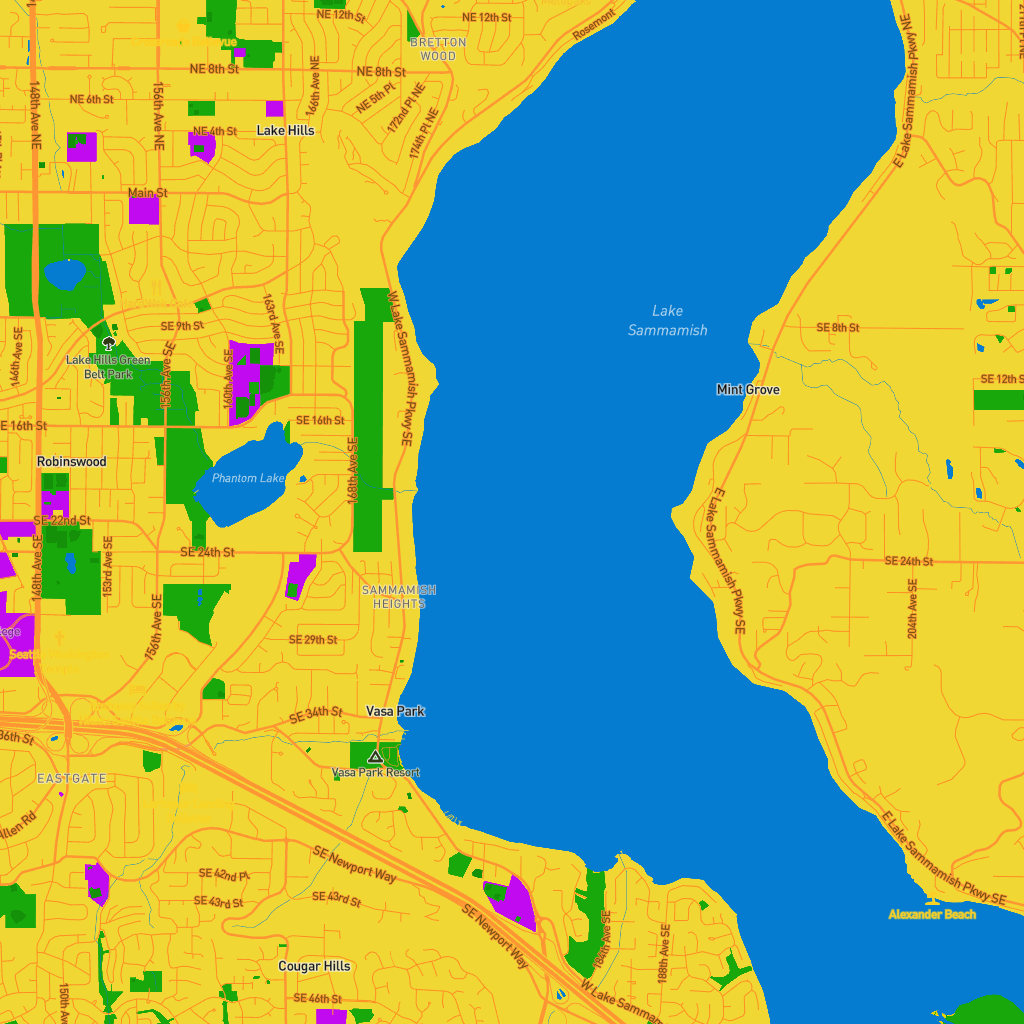 NE 12th St
NE 12th St
Rosemont
BRETTON
WOOD
NE 8th St
NE 8th St
E Lake Sammamish Pkwy NE
148th Ave NE
NE 6th St
156th Ave NE
166th Ave NE
NE 5th Pl
172nd Pl NE
174th Pl NE
NE 4th St
Lake Hills
Main St
163rd Ave SE
W Lake Sammamish Pkwy SE
Lake
Sammamish
SE 9th St
SE 8th St
146th Ave SE
Lake Hills Green
Belt Park
156th Ave SE
160th Ave SE
Mint Grove
SE 12th St
E 16th St
SE 16th St
Robinswood
168th Ave SE
Phantom Lake
SE 22nd St
E Lake Sammamish Pkwy SE
148th Ave SE
153rd Ave SE
SE 24th St
SE 24th St
SAMMAMISH
HEIGHTS
204th Ave SE
156th Ave SE
SE 29th St
lege
SE 34th St
Vasa Park
36th St
EASTGATE
Vasa Park Resort
Allen Rd
E Lake Sammamish Pkwy SE
SE Newport Way
SE 42nd Pl
SE 43rd St
SE 43rd St
SE Newport Way
Alexander Beach
184th Ave SE
188th Ave SE
Cougar Hills
150th Ave
SE 46th St
W Lake Sammam